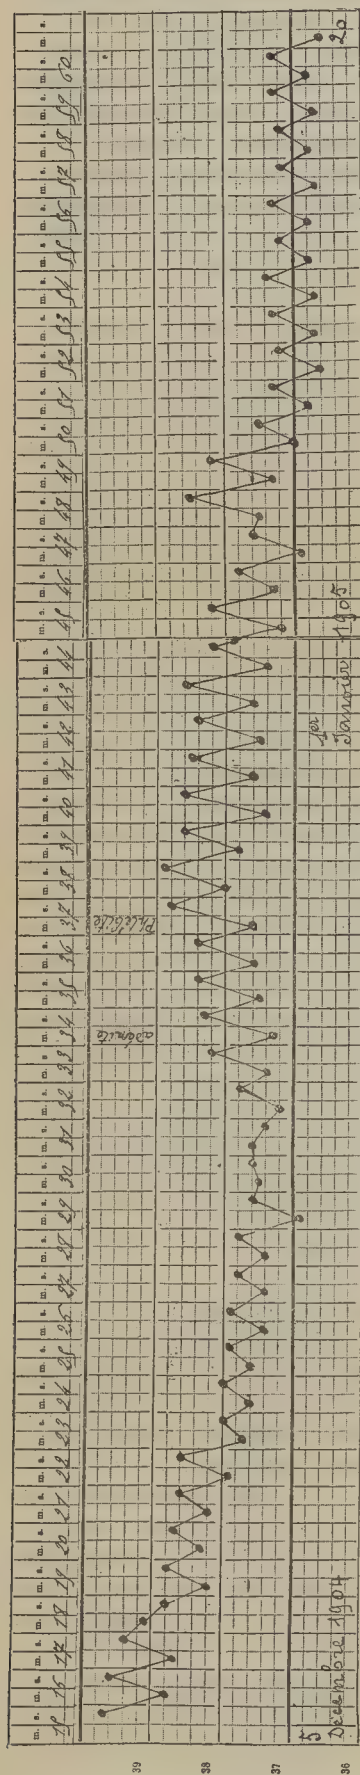 m. s. m. s. m. s. m. s. m. s. m. s. m. s. m. s. m. s. m. s. m. s. m. s. m. s. m. s. m. s. m. s. m. s. m. s. m. s. m. s. m. s. m. s. m. s. m. s. m. s. m. s. m. s. m. s. m. s. m. s. m. s. m. s. m. s. m. s. m. s. m. s. m. s. m. s. m. s. m. s. m. s. m. s. m. s. m. s. m. s. m. s.
15 16 17 18 19 20 21 22 23 24 25 26 27 28 29 30 31 32 33 34 35 36 37 38 39 40 41 42 43 44 45 46 47 48 49 50 51 52 53 54 55 56 57 58 59 60
39
adénite
Phlébite
38
37
5
1er
20
Décembre 1904
Janvier 1905
36